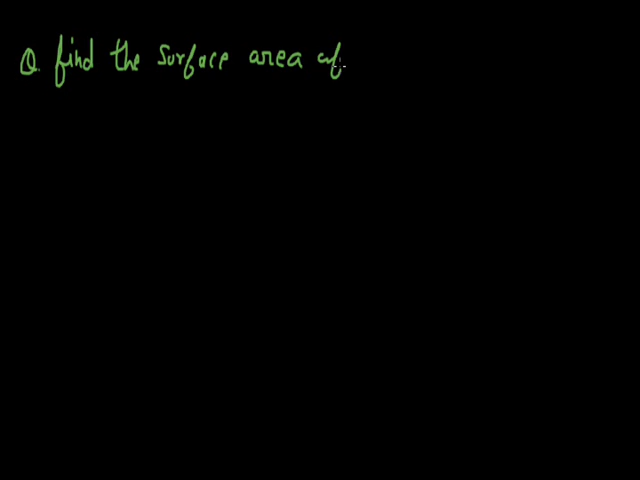 Q. find the surface area of